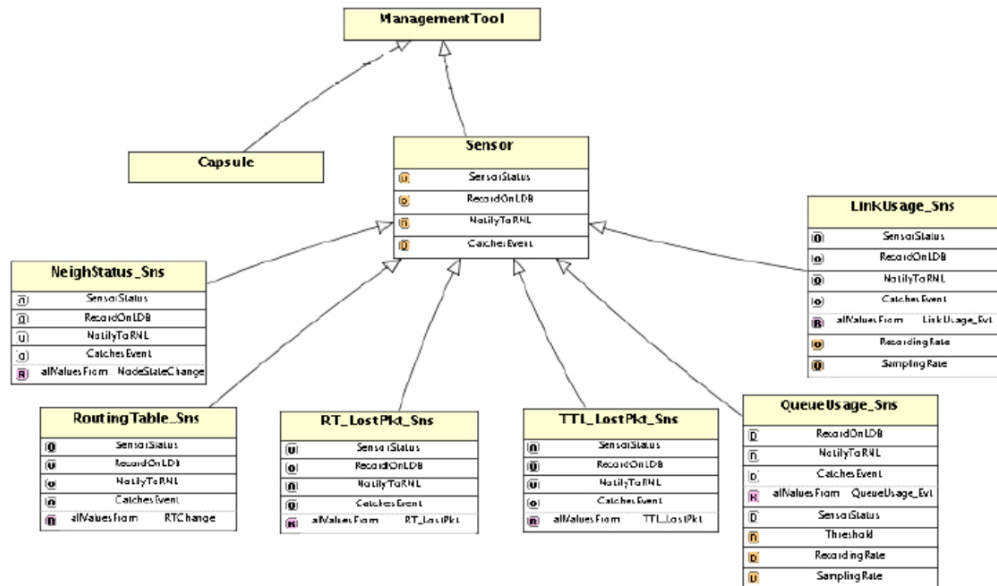 ManagementTool
Capsule
Sensor
SensorStatus
RecordOnLDB
NotifyToRNL
CatchesEvent
LinkUsage_Sns
SensorStatus
RecordOnLDB
NotifyToRNL
CatchesEvent
allValuesFrom LinkUsage_Evt
RecordingRate
SamplingRate
NeighStatus_Sns
SensorStatus
RecordOnLDB
NotifyToRNL
CatchesEvent
allValuesFrom NodeStateChange
RoutingTable_Sns
SensorStatus
RecordOnLDB
NotifyToRNL
CatchesEvent
allValuesFrom RTChange
RT_LostPkt_Sns
SensorStatus
RecordOnLDB
NotifyToRNL
CatchesEvent
allValuesFrom RT_LostPkt
TTL_LostPkt_Sns
SensorStatus
RecordOnLDB
NotifyToRNL
CatchesEvent
allValuesFrom TTL_LostPkt
QueueUsage_Sns
RecordOnLDB
NotifyToRNL
CatchesEvent
allValuesFrom QueueUsage_Evt
SensorStatus
Threshold
RecordingRate
SamplingRate